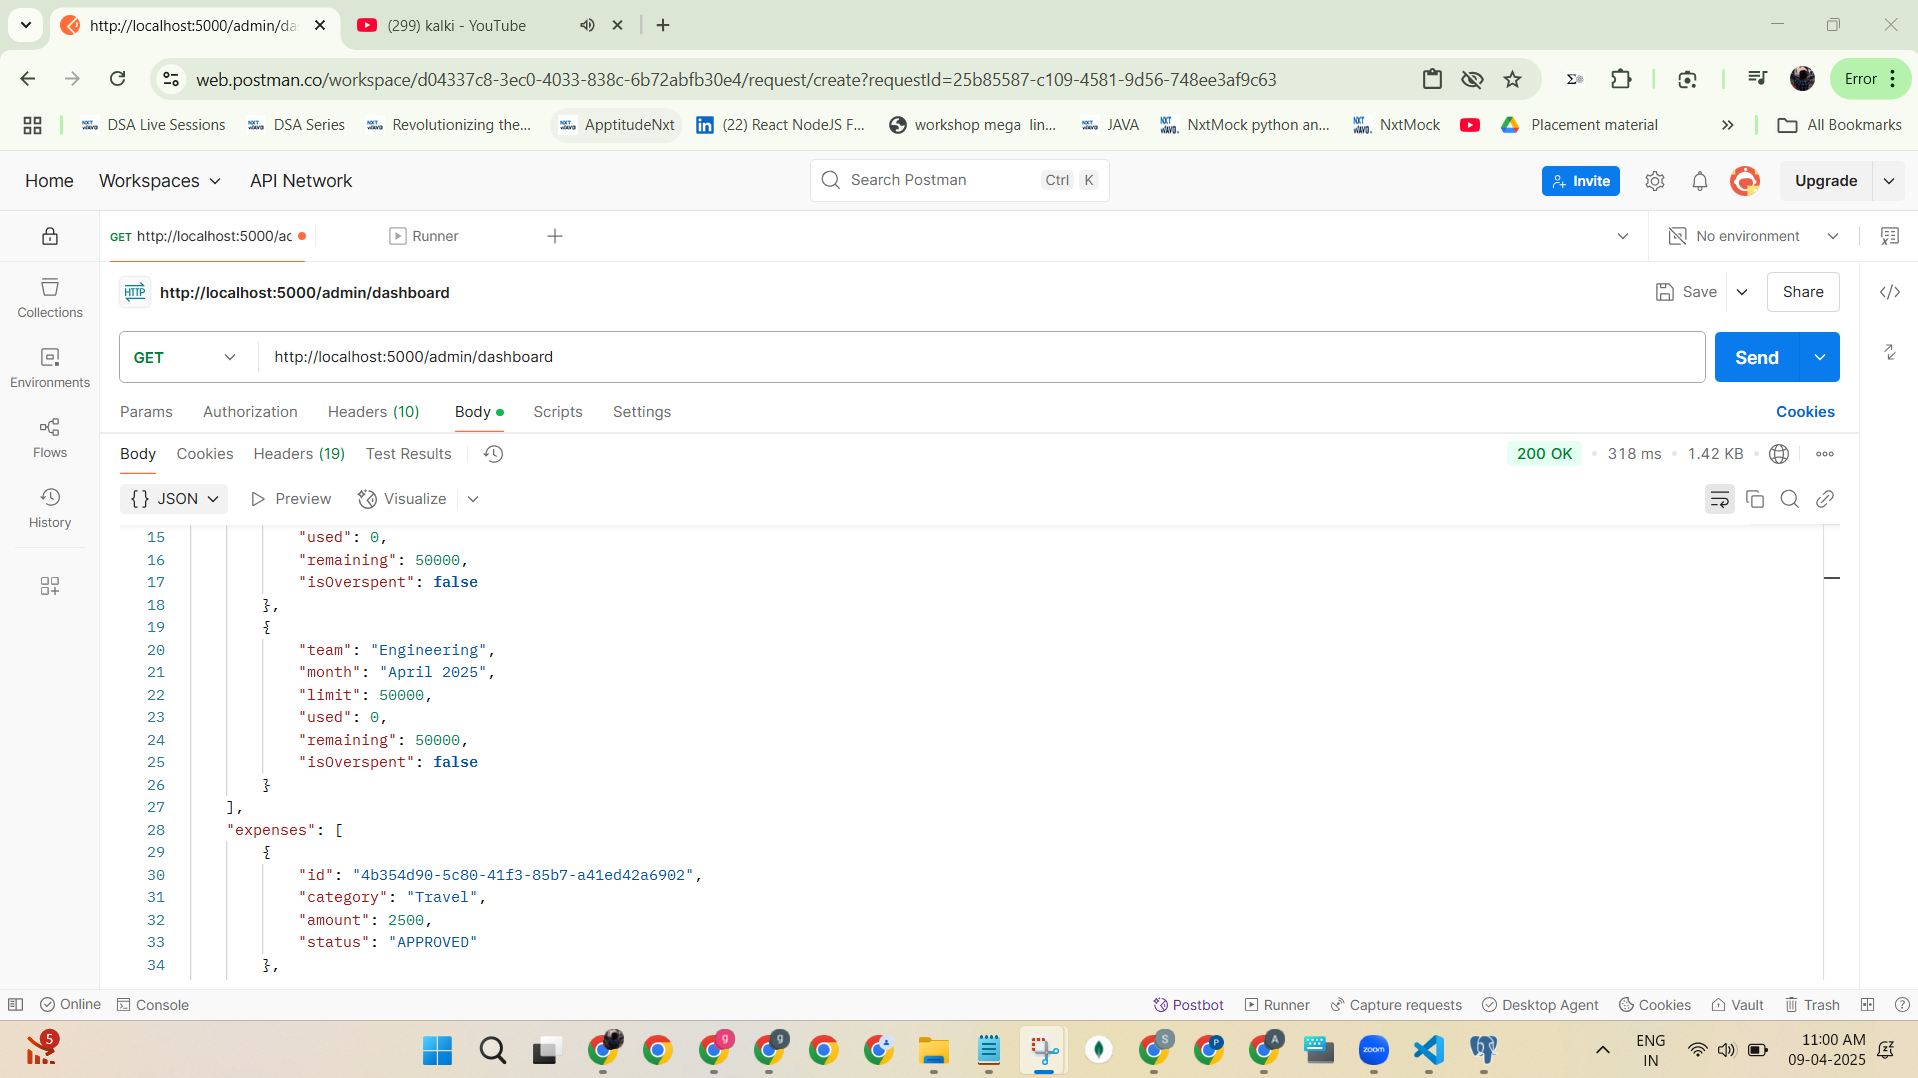 http://localhost:5000/admin/da
(299) kalki - YouTube
web.postman.co/workspace/d04337c8-3ec0-4033-838c-6b72abfb30e4/request/create?requestId=25b85587-c109-4581-9d56-748ee3af9c63
Error
DSA Live Sessions
DSA Series
Revolutionizing the...
ApptitudeNxt
(22) React NodeJS F...
workshop mega lin...
JAVA
NxtMock python an...
NxtMock
Placement material
All Bookmarks
Home
Workspaces
API Network
Search Postman
Ctrl K
Invite
Upgrade
GET http://localhost:5000/ac
Runner
No environment
HTTP http://localhost:5000/admin/dashboard
Save
Share
Collections
Environments
Flows
History
GET
http://localhost:5000/admin/dashboard
Send
Params
Authorization
Headers (10)
Body
Scripts
Settings
Cookies
Body
Cookies
Headers (19)
Test Results
200 OK
318 ms
1.42 KB
{} JSON
Preview
Visualize
15 "used": 0,
16 "remaining": 50000,
17 "isOverspent": false
18 },
19 {
20 "team": "Engineering",
21 "month": "April 2025",
22 "limit": 50000,
23 "used": 0,
24 "remaining": 50000,
25 "isOverspent": false
26 }
27 ],
28 "expenses": [
29 {
30 "id": "4b354d90-5c80-41f3-85b7-a41ed42a6902",
31 "category": "Travel",
32 "amount": 2500,
33 "status": "APPROVED"
34 },
Online
Console
Postbot
Runner
Capture requests
Desktop Agent
Cookies
Vault
Trash
5
g
g
S
P
A
zoom
ENG
IN
11:00 AM
09-04-2025